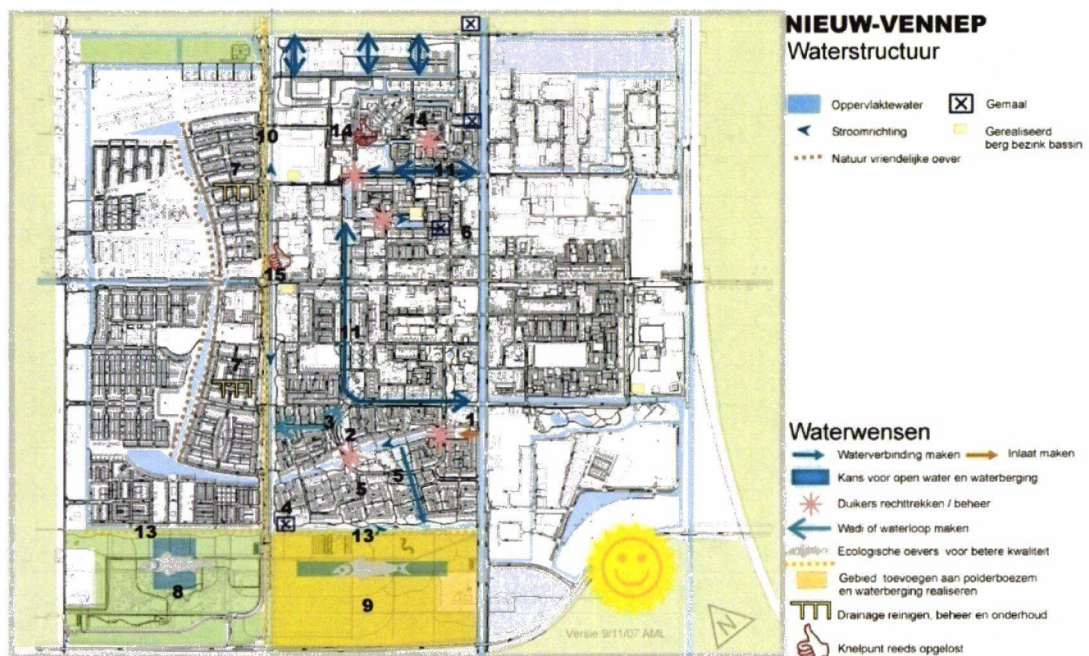 NIEUW-VENNEP
Waterstructuur
Oppervlaktewater
Gemaal
Stroomrichting
Gerealiseerd
berg bezink bassin
Natuur vriendelijke oever
10
14
14
7
11
6
15
11
7
1
3
2
5
5
4
13
13
8
9
Versie 9/11/07 AML
N
Waterwensen
Waterverbinding maken
Inlaat maken
Kans voor open water en waterberging
Duikers rechttrekken / beheer
Wadi of waterloop maken
Ecologische oevers voor betere kwaliteit
Gebied toevoegen aan polderboezem
en waterberging realiseren
Drainage reinigen, beheer en onderhoud
Knelpunt reeds opgelost